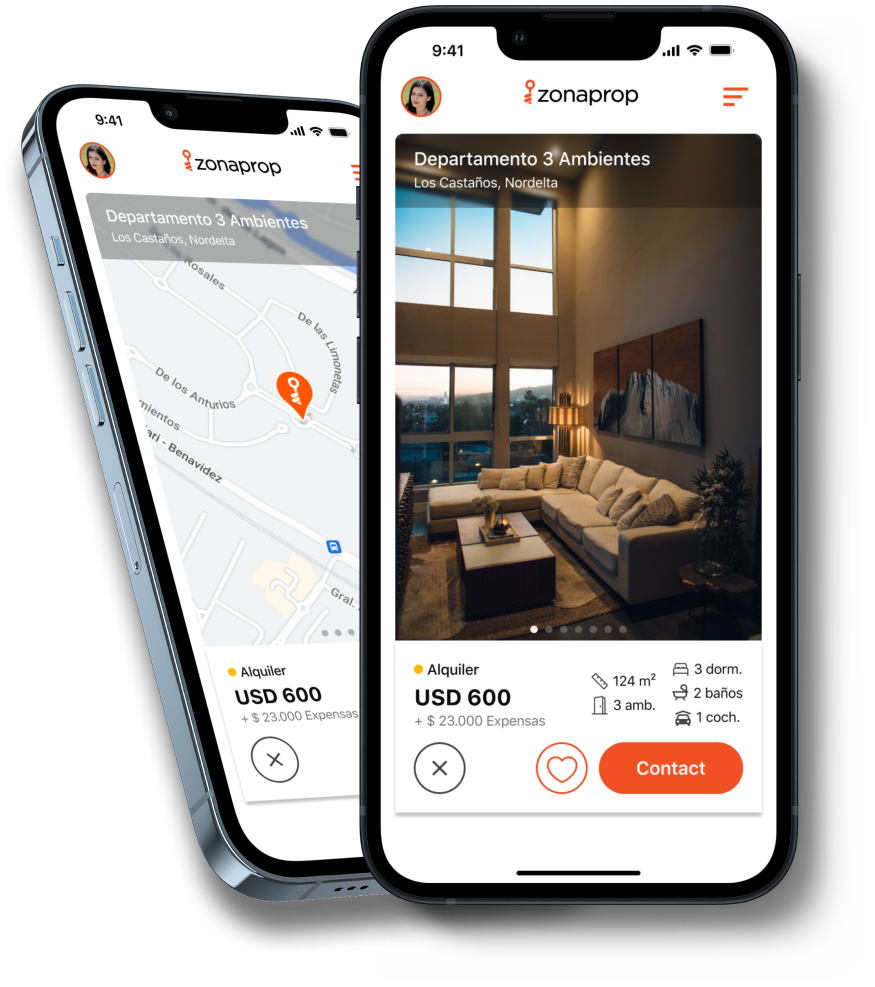 9:41
zonaprop
Departamento 3 Ambientes
Los Castaños, Nordelta
Rosales
De las Limonetas
De los Anturios
mientos
ari - Benavidez
Gral.
Alquiler
USD 600
+ $ 23.000 Expensas
9:41
zonaprop
Departamento 3 Ambientes
Los Castaños, Nordelta
Alquiler
USD 600
+ $ 23.000 Expensas
124 m²
3 amb.
3 dorm.
2 baños
1 coch.
Contact